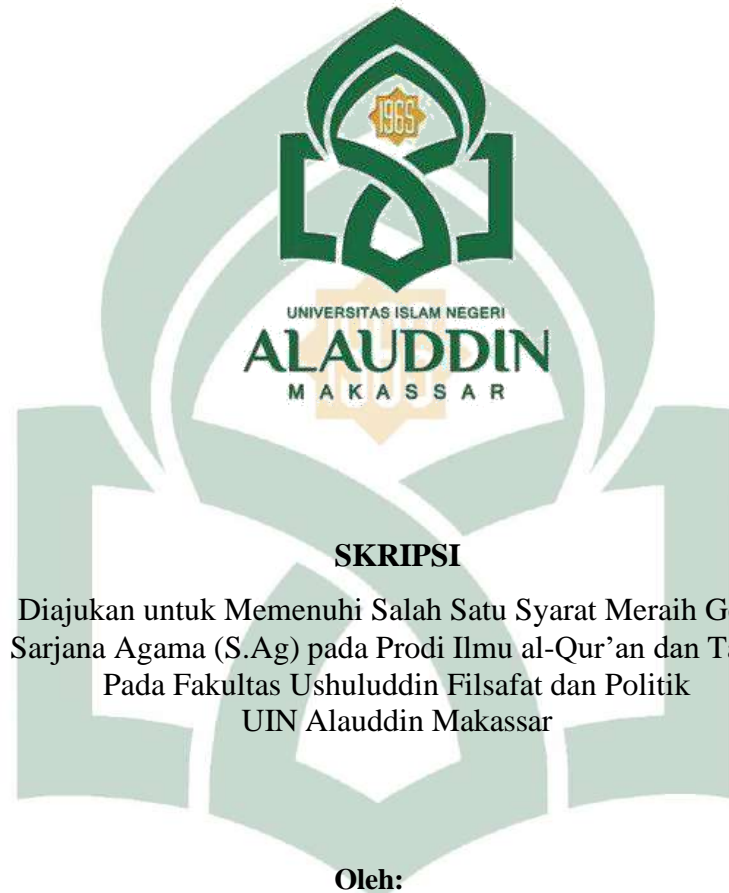 1965
UNIVERSITAS ISLAM NEGERI
ALAUDDIN
MAKASSAR
SKRIPSI
Diajukan untuk Memenuhi Salah Satu Syarat Meraih
Sarjana Agama (S.Ag) pada Prodi Ilmu al-Qur’an dan
Pada Fakultas Ushuluddin Filsafat dan Politik
UIN Alauddin Makassar
Oleh: